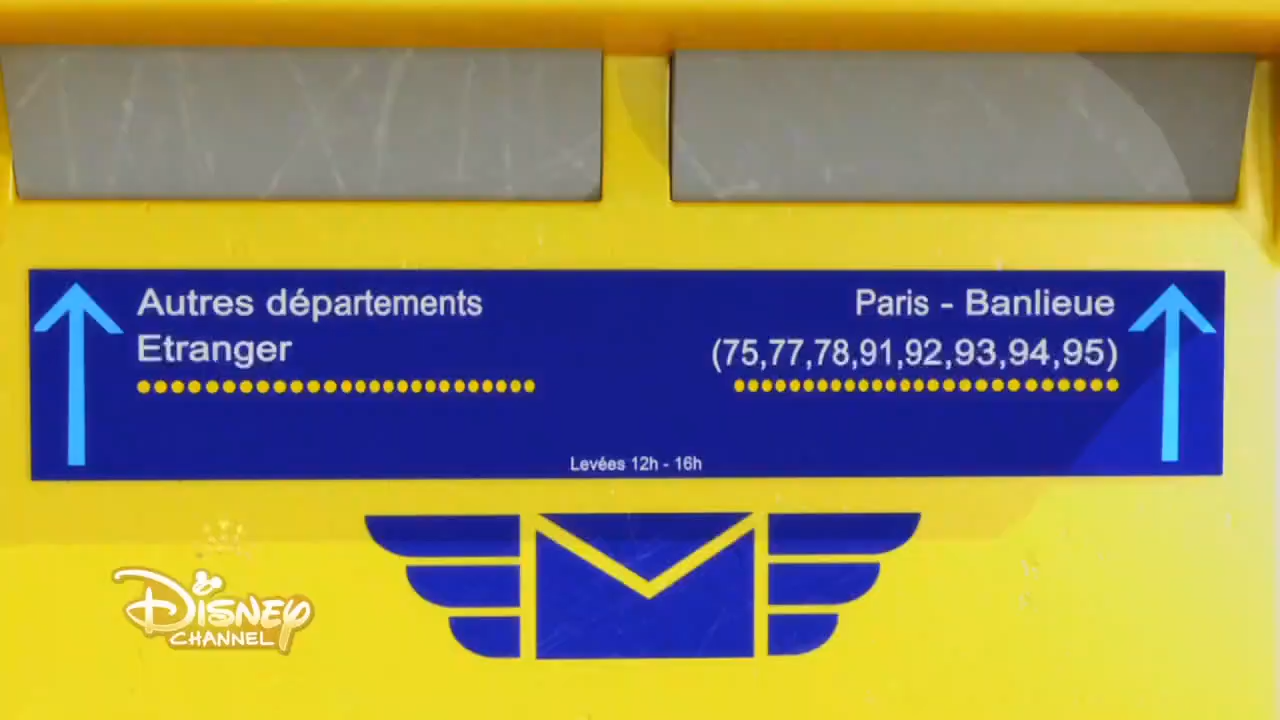 Autres départements
Etranger
Paris - Banlieue
(75,77,78,91,92,93,94,95)
Levées 12h - 16h
Disney
CHANNEL